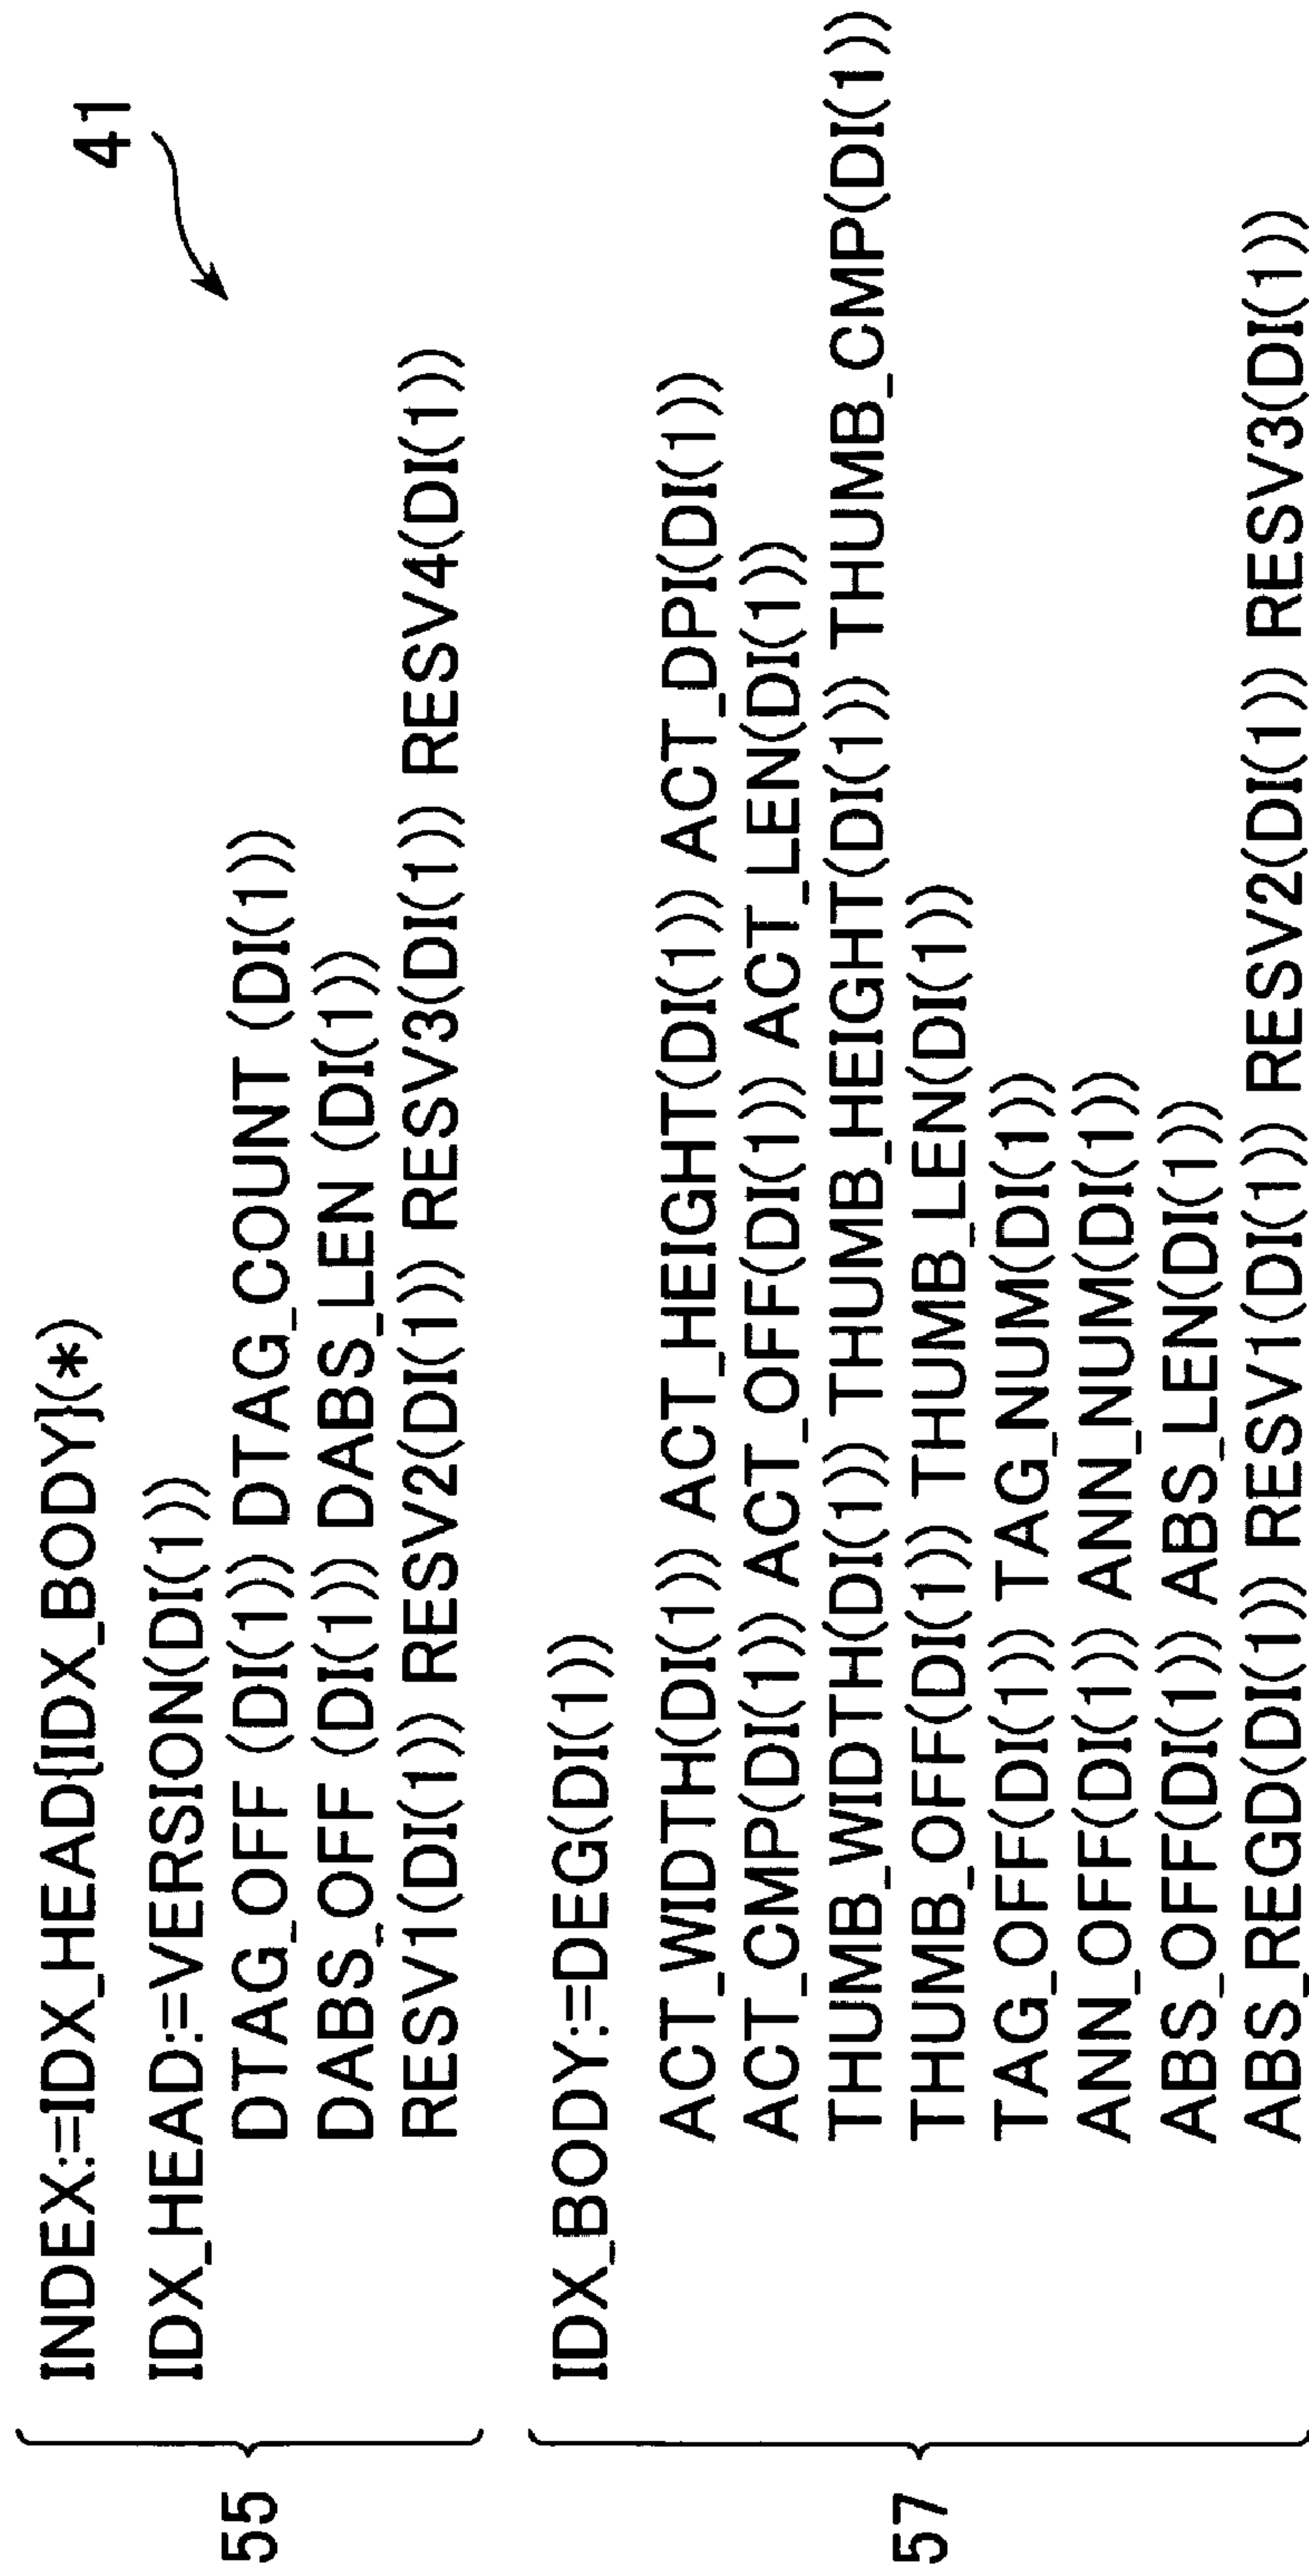 41
55
INDEX:=IDX_HEAD{IDX_BODY}(*)
IDX_HEAD:=VERSION(DI(1))
DTAG_OFF (DI(1)) DTAG_COUNT (DI(1))
DABS_OFF (DI(1)) DABS_LEN (DI(1))
RESV1(DI(1)) RESV2(DI(1)) RESV3(DI(1)) RESV4(DI(1))
57
IDX_BODY:=DEG(DI(1))
ACT_WIDTH(DI(1)) ACT_HEIGHT(DI(1)) ACT_DPI(DI(1))
ACT_CMP(DI(1)) ACT_OFF(DI(1)) ACT_LEN(DI(1))
THUMB_WIDTH(DI(1)) THUMB_HEIGHT(DI(1)) THUMB_CMP(DI(1))
THUMB_OFF(DI(1)) THUMB_LEN(DI(1))
TAG_OFF(DI(1)) TAG_NUM(DI(1))
ANN_OFF(DI(1)) ANN_NUM(DI(1))
ABS_OFF(DI(1)) ABS_LEN(DI(1))
ABS_REGD(DI(1)) RESV1(DI(1)) RESV2(DI(1)) RESV3(DI(1))